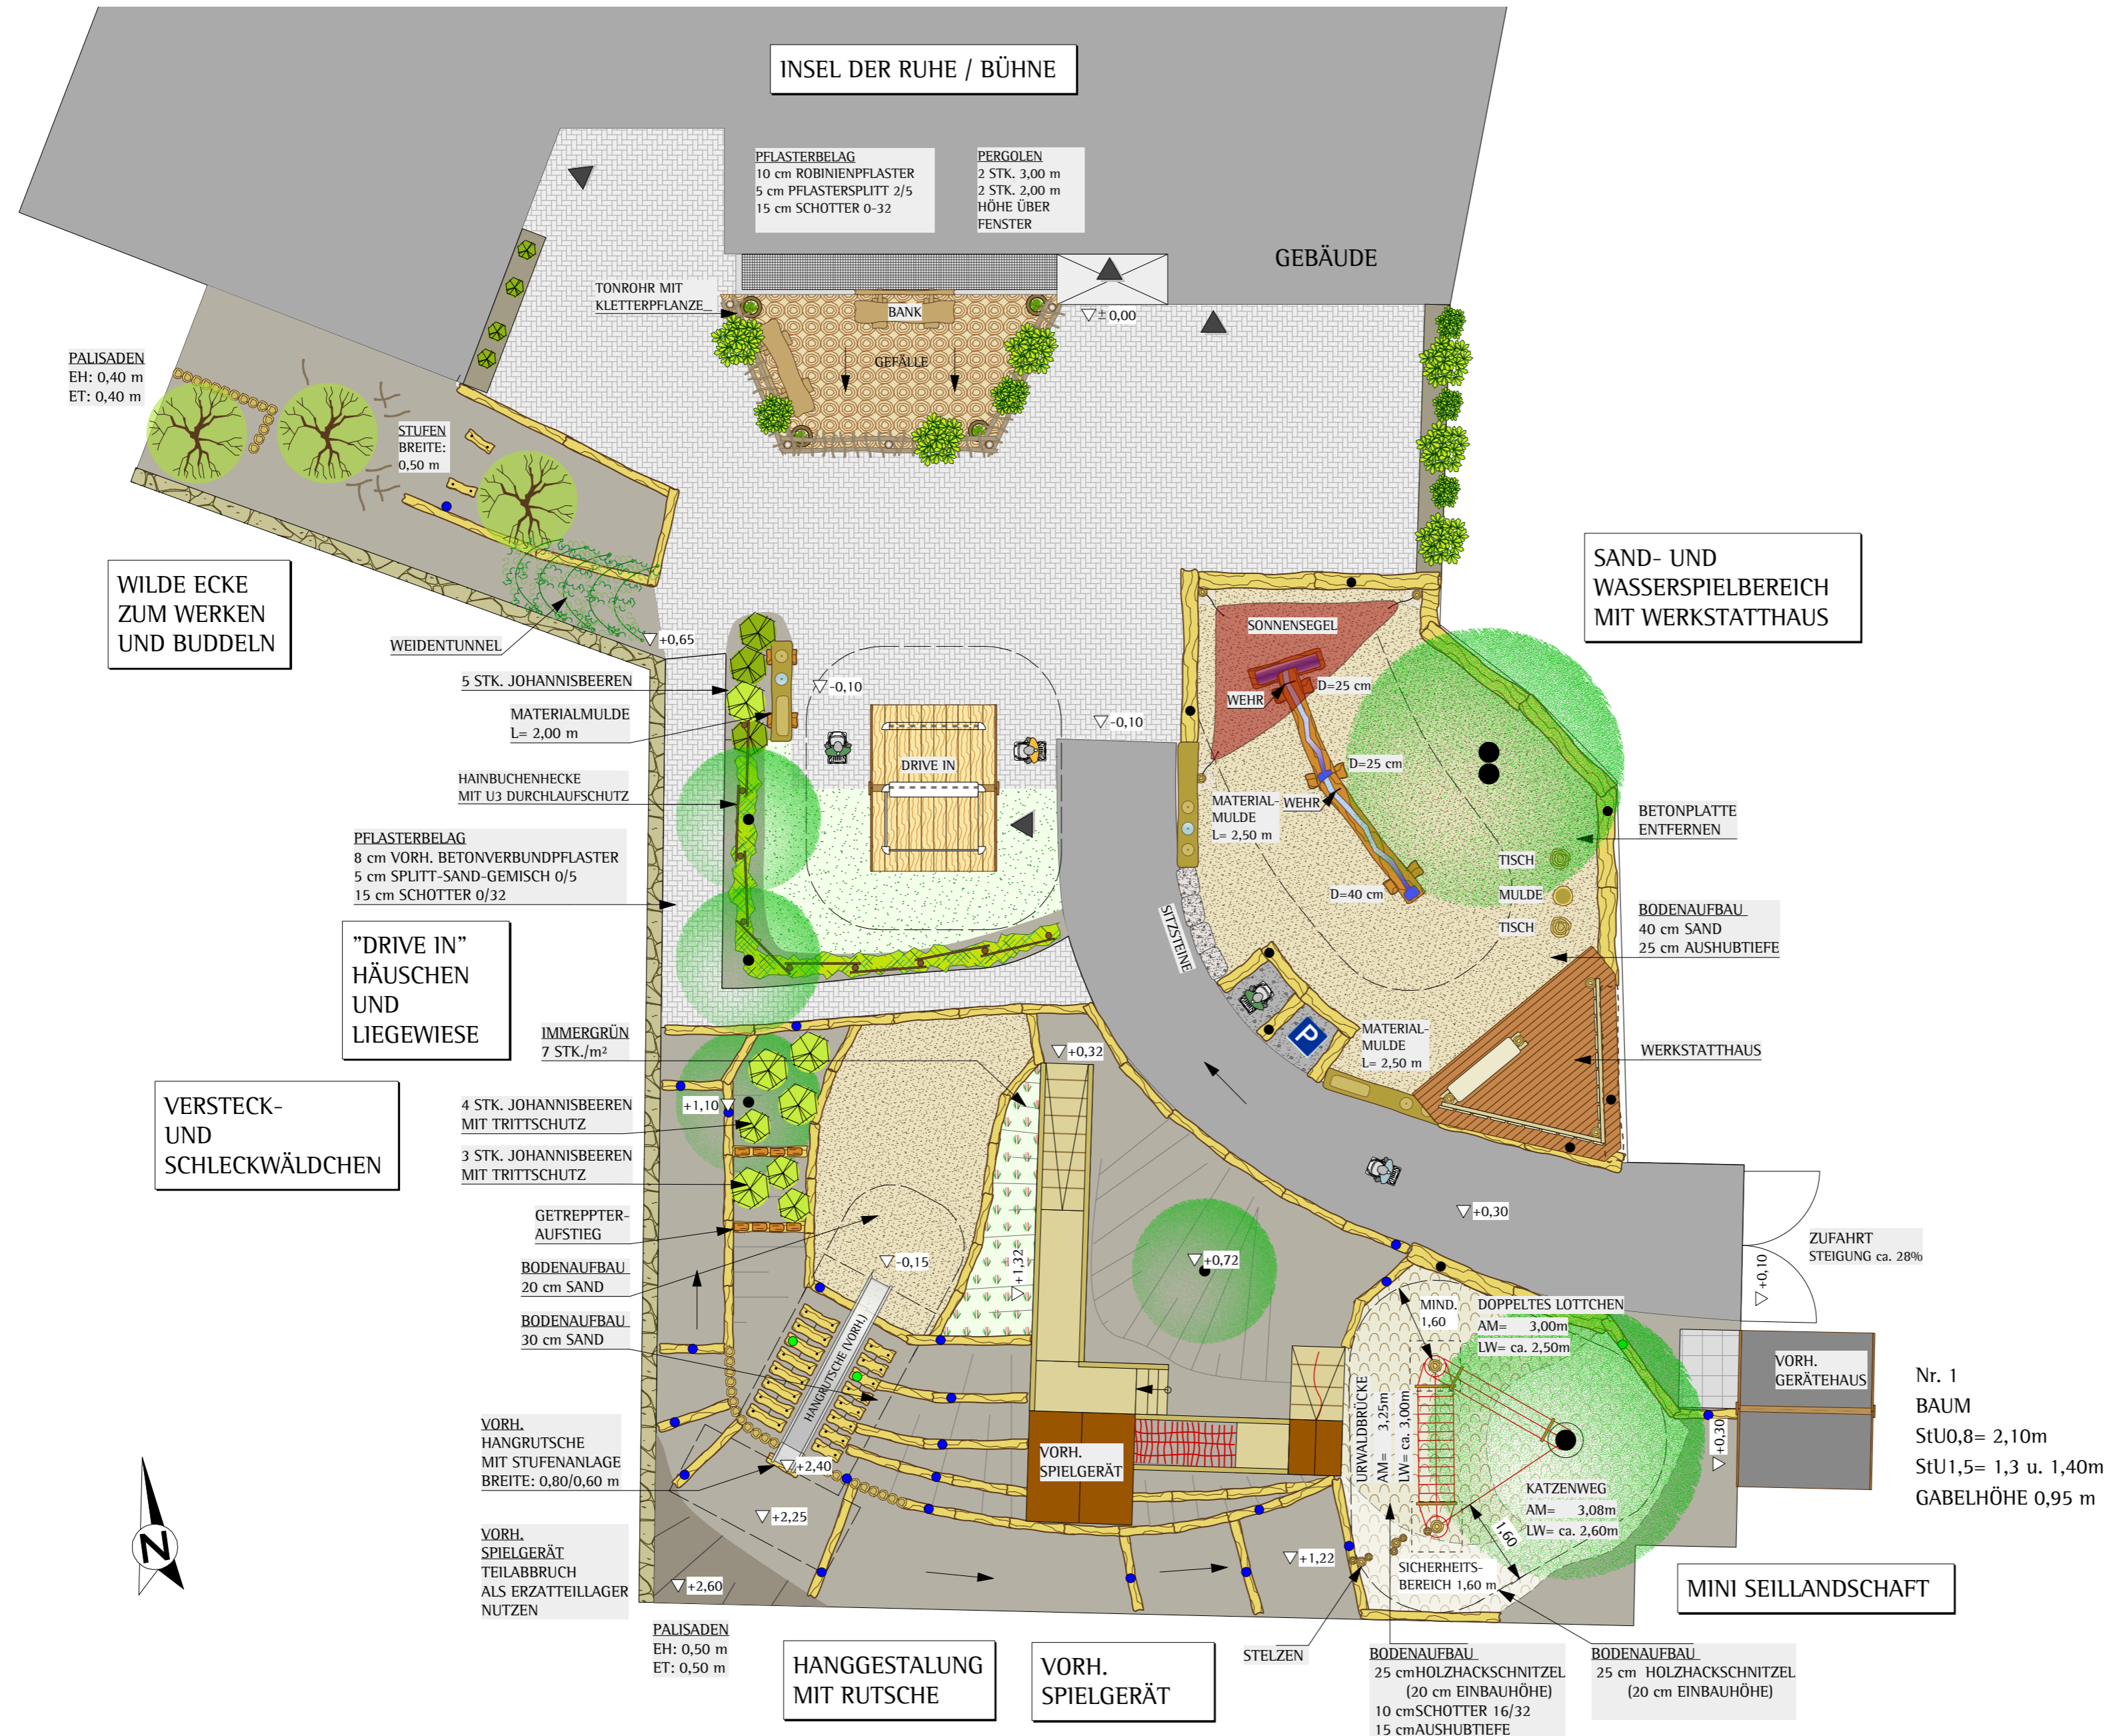 INSEL DER RUHE / BÜHNE
PFLASTERBELAG
10 cm ROBINIENPFLASTER
5 cm PFLASTERSPLITT 2/5
15 cm SCHOTTER 0-32
PERGOLEN
2 STK. 3,00 m
2 STK. 2,00 m
HÖHE ÜBER
FENSTER
GEBÄUDE
TONROHR MIT
KLETTERPFLANZE
BANK
± 0,00
GEFÄLLE
PALISADEN
EH: 0,40 m
ET: 0,40 m
STUFEN
BREITE:
0,50 m
WILDE ECKE
ZUM WERKEN
UND BUDDELN
SAND- UND
WASSERSPIELBEREICH
MIT WERKSTATTHAUS
WEIDENTUNNEL
+0,65
SONNENSEGEL
5 STK. JOHANNISBEEREN
-0,10
WEHR
D=25 cm
MATERIALMULDE
L= 2,00 m
-0,10
DRIVE IN
D=25 cm
HAINBUCHENHECKE
MIT U3 DURCHLAUFSCHUTZ
MATERIAL-
MULDE
L= 2,50 m
WEHR
BETONPLATTE
ENTFERNEN
PFLASTERBELAG
8 cm VORH. BETONVERBUNDPFLASTER
5 cm SPLITT-SAND-GEMISCH 0/5
15 cm SCHOTTER 0/32
TISCH
D=40 cm
MULDE
TISCH
SITZSTEINE
BODENAUFBAU
40 cm SAND
25 cm AUSHUBTIEFE
"DRIVE IN"
HÄUSCHEN
UND
LIEGEWIESE
IMMERGRÜN
7 STK./m²
P
MATERIAL-
MULDE
L= 2,50 m
+0,32
WERKSTATTHAUS
VERSTECK-
UND
SCHLECKWÄLDCHEN
4 STK. JOHANNISBEEREN
MIT TRITTSCHUTZ
+1,10
3 STK. JOHANNISBEEREN
MIT TRITTSCHUTZ
GETREPPTER-
AUFSTIEG
+0,30
ZUFAHRT
STEIGUNG ca. 28%
+0,10
BODENAUFBAU
20 cm SAND
-0,15
+1,32
+0,72
BODENAUFBAU
30 cm SAND
HANGRUTSCHE (VORH.)
MIND.
1,60
DOPPELTES LOTTCHEN
AM= 3,00m
LW= ca. 2,50m
VORH.
GERÄTEHAUS
Nr. 1
BAUM
StU0,8= 2,10m
StU1,5= 1,3 u. 1,40m
GABELHÖHE 0,95 m
URWALDBRÜCKE
AM= 3,25m
LW= ca. 3,00m
+0,30
VORH.
HANGRUTSCHE
MIT STUFENANLAGE
BREITE: 0,80/0,60 m
+2,40
VORH.
SPIELGERÄT
KATZENWEG
AM= 3,08m
LW= ca. 2,60m
1,60
+2,25
N
VORH.
SPIELGERÄT
TEILABBRUCH
ALS ERZATTEILLAGER
NUTZEN
+2,60
+1,22
SICHERHEITS-
BEREICH 1,60 m
MINI SEILLANDSCHAFT
PALISADEN
EH: 0,50 m
ET: 0,50 m
HANGGESTALUNG
MIT RUTSCHE
VORH.
SPIELGERÄT
STELZEN
BODENAUFBAU
25 cmHOLZHACKSCHNITZEL
(20 cm EINBAUHÖHE)
10 cmSCHOTTER 16/32
15 cmAUSHUBTIEFE
BODENAUFBAU
25 cm HOLZHACKSCHNITZEL
(20 cm EINBAUHÖHE)